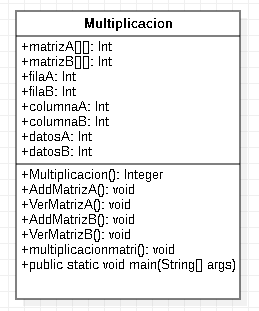 Multiplicacion
+matrizA[][]: Int
+matrizB[][]: Int
+filaA: Int
+filaB: Int
+columnaA: Int
+columnaB: Int
+datosA: Int
+datosB: Int
+Multiplicacion(): Integer
+AddMatrizA(): void
+VerMatrizA(): void
+AddMatrizB(): void
+VerMatrizB(): void
+multiplicacionmatri(): void
+public static void main(String[] args)